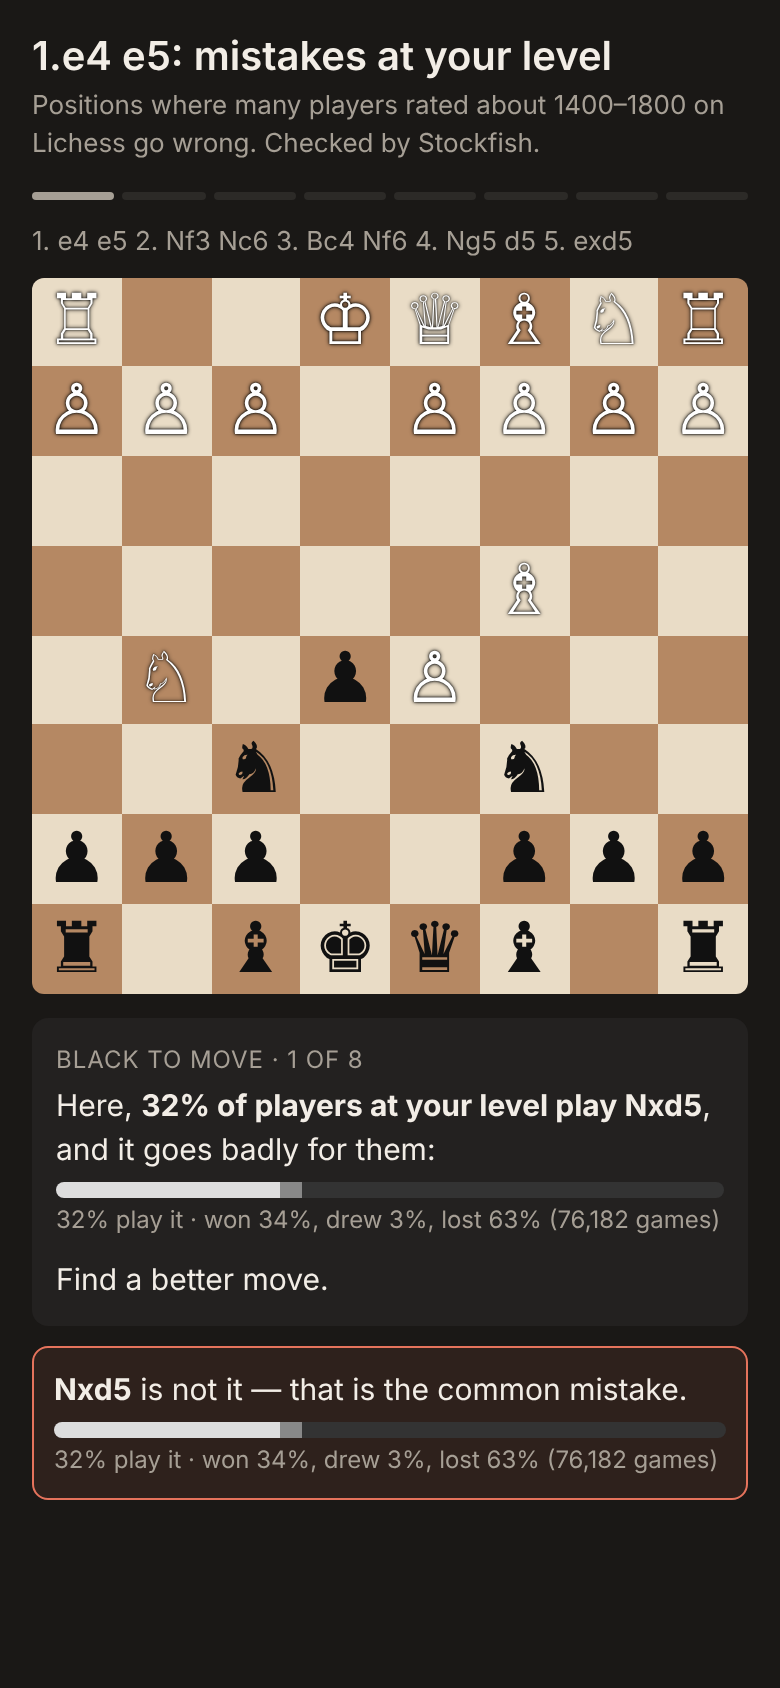 1.e4 e5: mistakes at your level
Positions where many players rated about 1400–1800 on
Lichess go wrong. Checked by Stockfish.
1. e4 e5 2. Nf3 Nc6 3. Bc4 Nf6 4. Ng5 d5 5. exd5
BLACK TO MOVE · 1 OF 8
Here, 32% of players at your level play Nxd5,
and it goes badly for them:
32% play it · won 34%, drew 3%, lost 63% (76,182 games)
Find a better move.
Nxd5 is not it — that is the common mistake.
32% play it · won 34%, drew 3%, lost 63% (76,182 games)